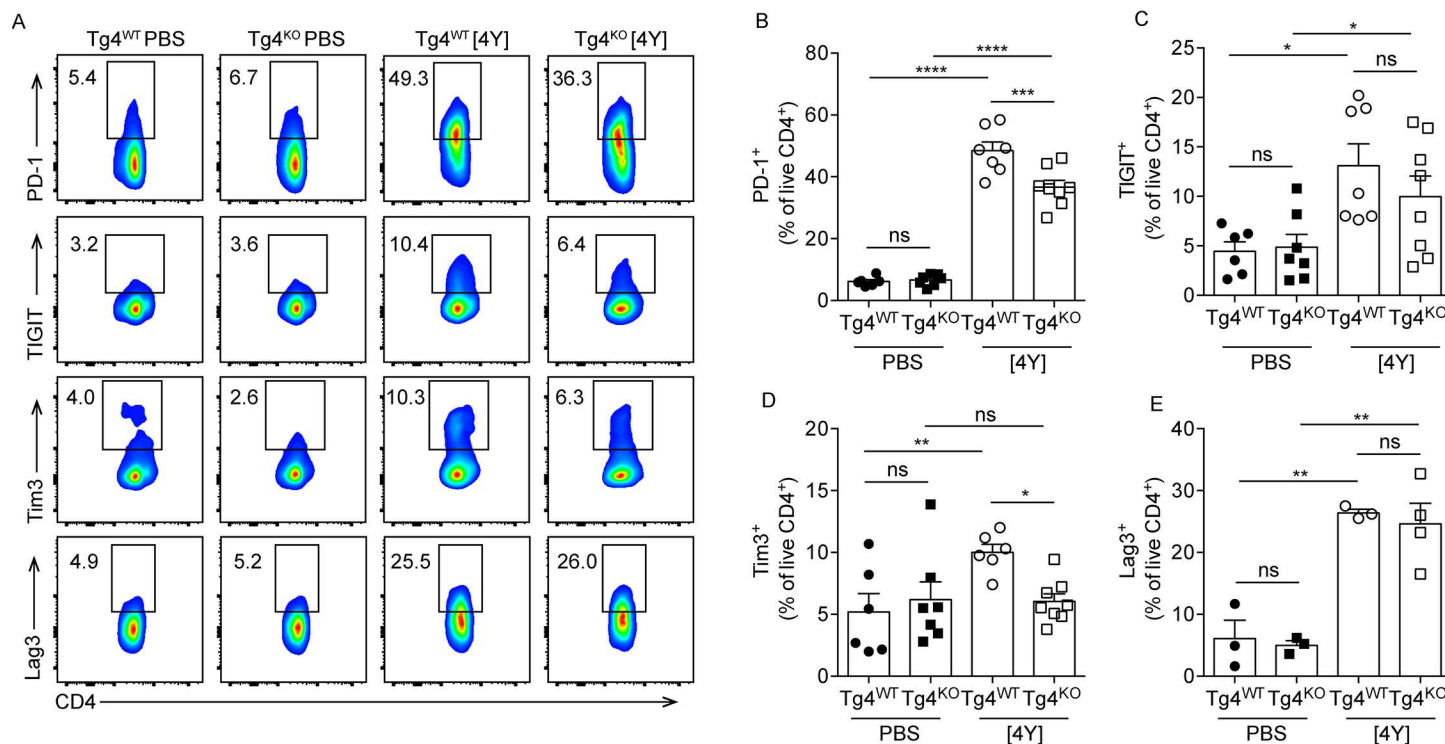 A
Tg4WT PBS Tg4KO PBS Tg4WT [4Y] Tg4KO [4Y]
PD-1
5.4 6.7 49.3 36.3
TIGIT
3.2 3.6 10.4 6.4
Tim3
4.0 2.6 10.3 6.3
Lag3
4.9 5.2 25.5 26.0
CD4
B
PD-1+
(% of live CD4+)
80
60
40
20
0
****
****
***
ns
Tg4WT Tg4KO Tg4WT Tg4KO
PBS [4Y]
C
TIGIT+
(% of live CD4+)
25
20
15
10
5
0
*
*
ns
ns
Tg4WT Tg4KO Tg4WT Tg4KO
PBS [4Y]
D
Tim3+
(% of live CD4+)
20
15
10
5
0
ns
**
ns
*
Tg4WT Tg4KO Tg4WT Tg4KO
PBS [4Y]
E
Lag3+
(% of live CD4+)
40
30
20
10
0
**
ns
**
ns
Tg4WT Tg4KO Tg4WT Tg4KO
PBS [4Y]